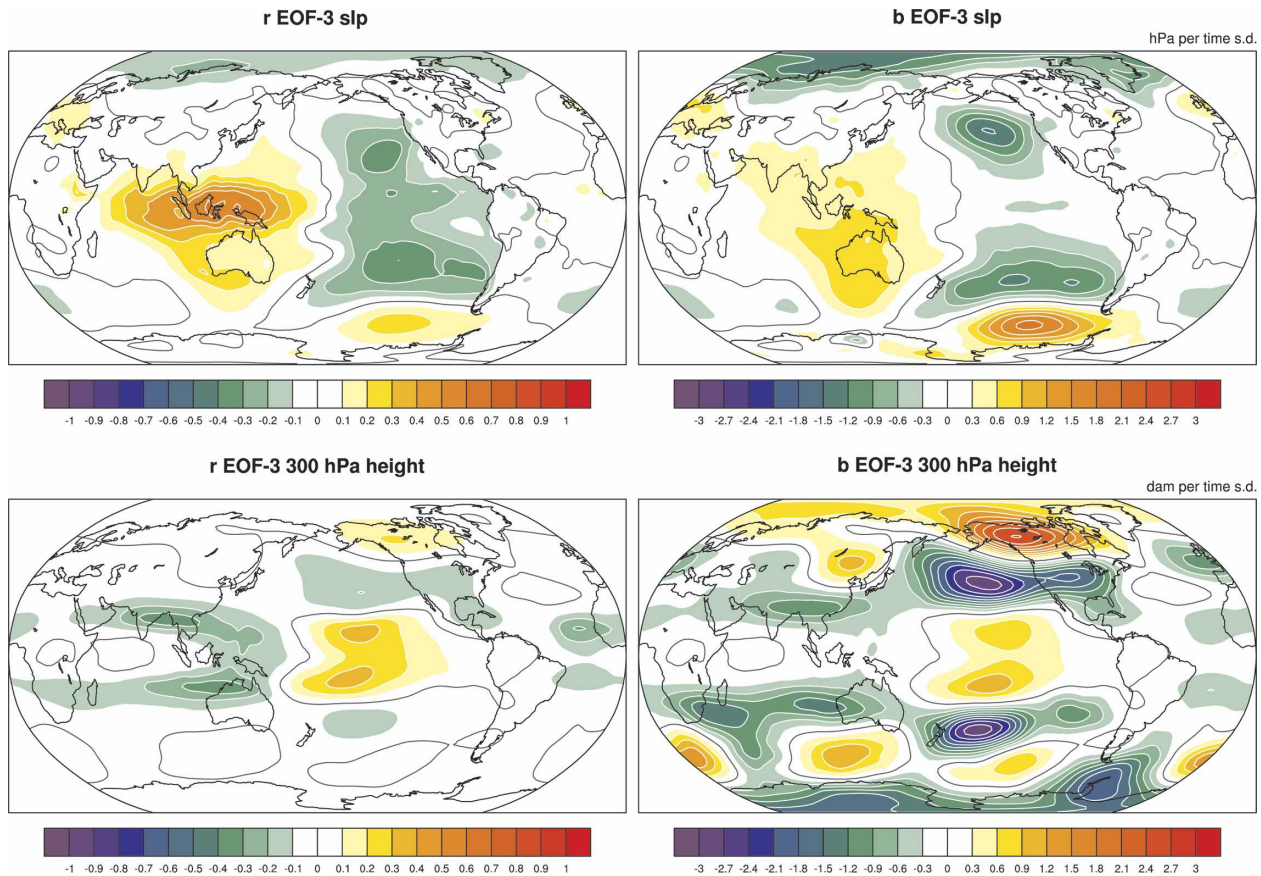 r EOF-3 slp
b EOF-3 slp
hPa per time s.d.
-1 -0.9 -0.8 -0.7 -0.6 -0.5 -0.4 -0.3 -0.2 -0.1 0 0.1 0.2 0.3 0.4 0.5 0.6 0.7 0.8 0.9 1
-3 -2.7 -2.4 -2.1 -1.8 -1.5 -1.2 -0.9 -0.6 -0.3 0 0.3 0.6 0.9 1.2 1.5 1.8 2.1 2.4 2.7 3
r EOF-3 300 hPa height
b EOF-3 300 hPa height
dam per time s.d.
-1 -0.9 -0.8 -0.7 -0.6 -0.5 -0.4 -0.3 -0.2 -0.1 0 0.1 0.2 0.3 0.4 0.5 0.6 0.7 0.8 0.9 1
-3 -2.7 -2.4 -2.1 -1.8 -1.5 -1.2 -0.9 -0.6 -0.3 0 0.3 0.6 0.9 1.2 1.5 1.8 2.1 2.4 2.7 3